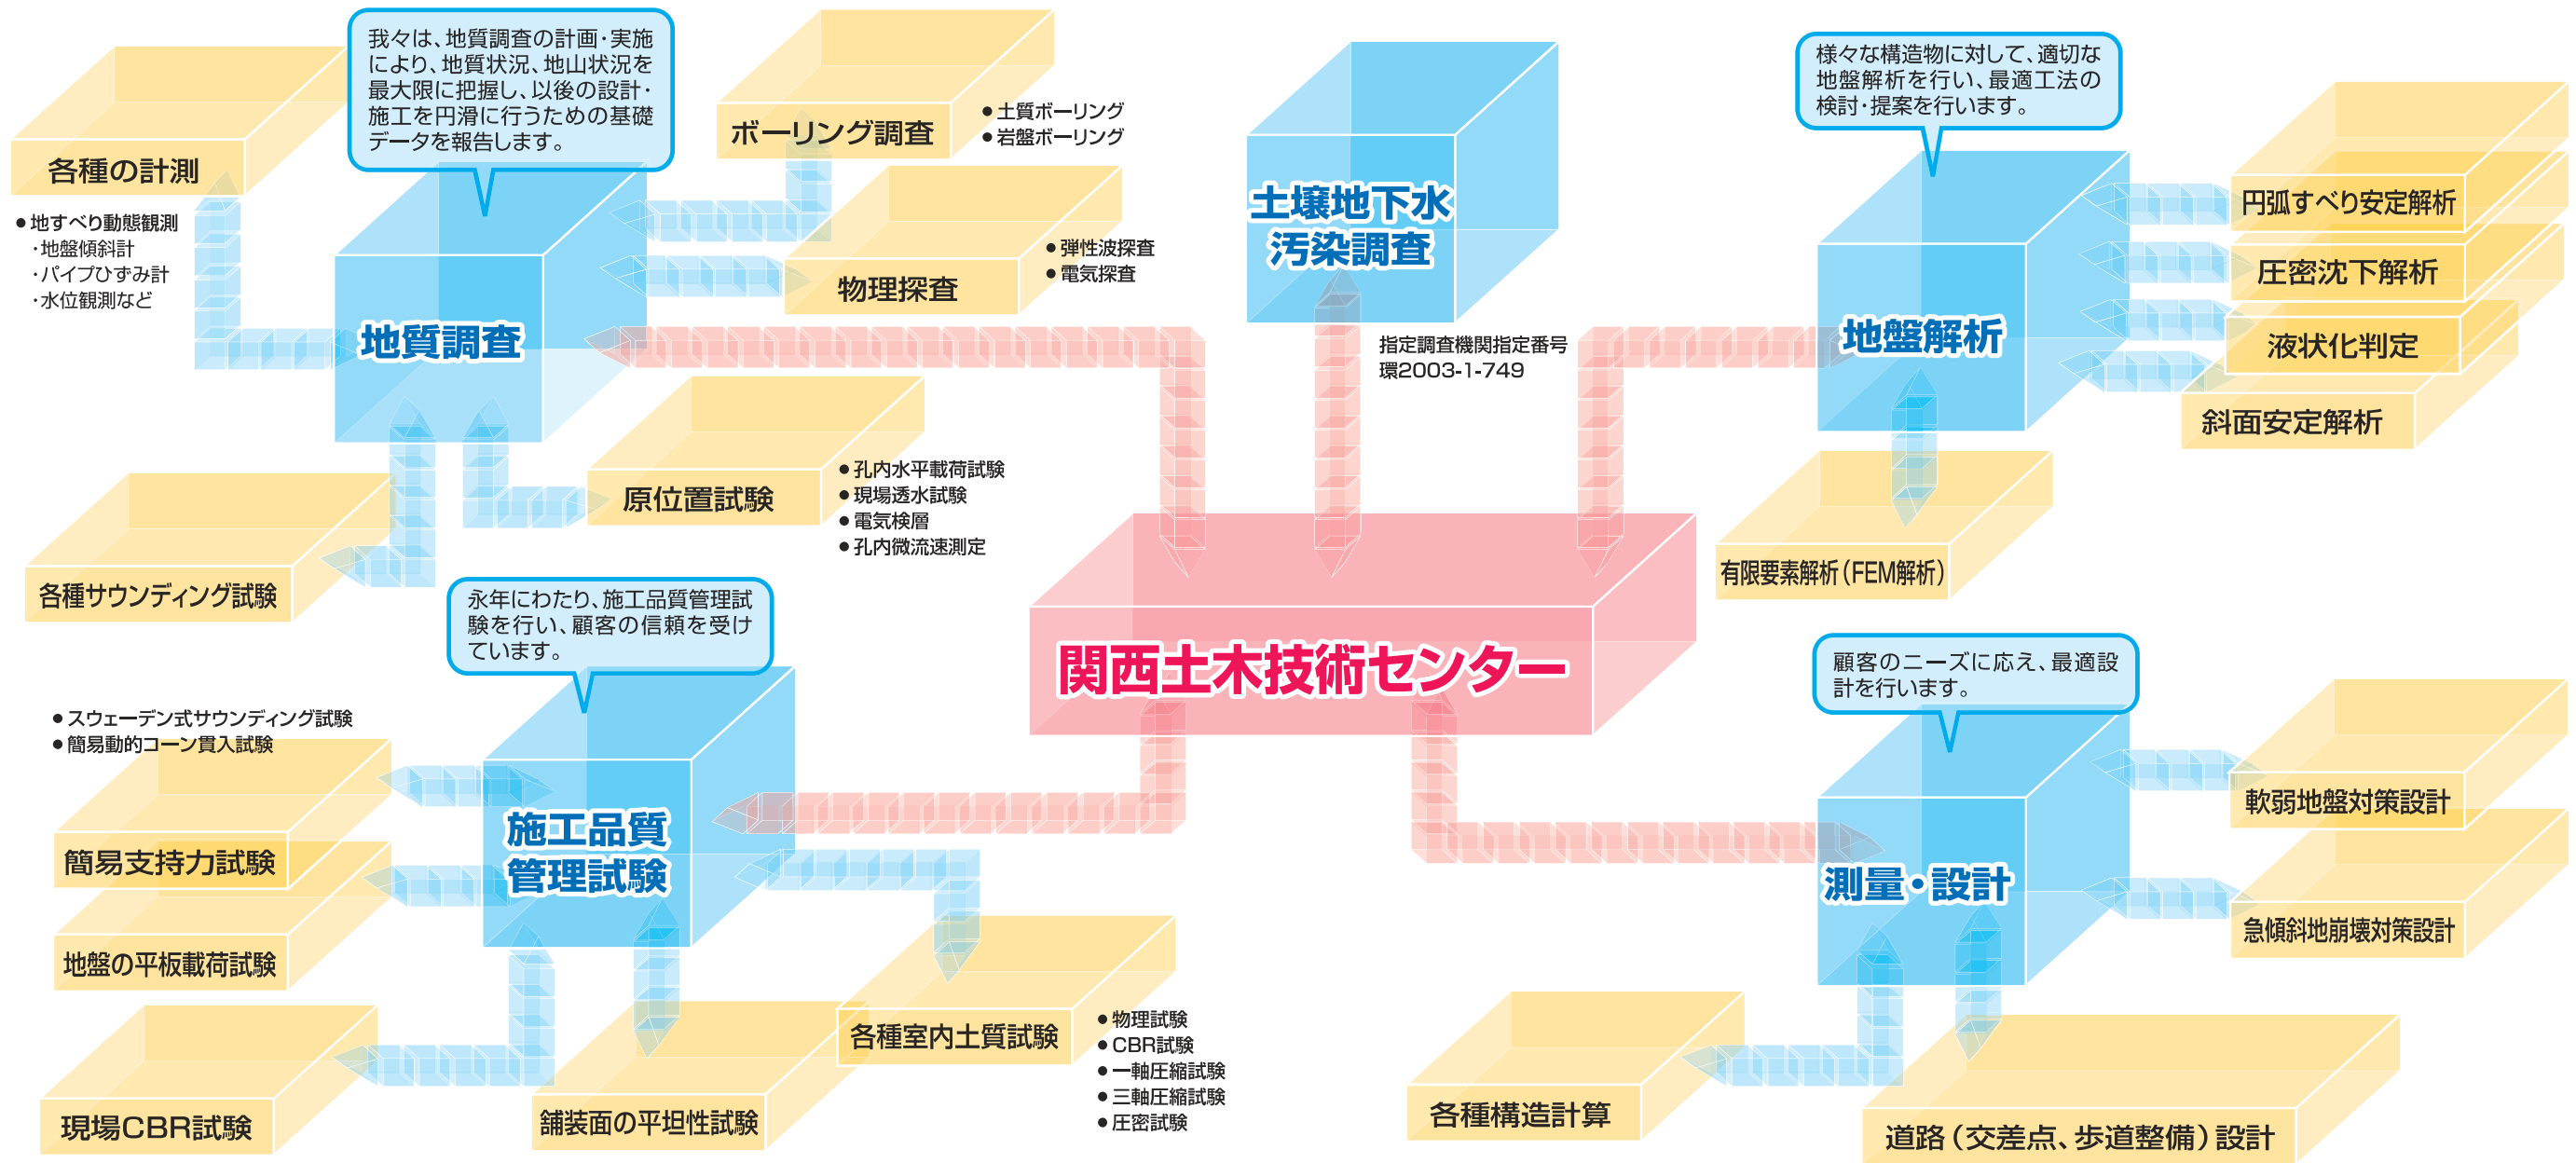 我々は、地質調査の計画・実施
により、地質状況、地山状況を
最大限に把握し、以後の設計・
施工を円滑に行うための基礎
データを報告します。
各種の計測
●地すべり動態観測
・地盤傾斜計
・パイプひずみ計
・水位観測など
地質調査
ボーリング調査
●土質ボーリング
●岩盤ボーリング
物理探査
●弾性波探査
●電気探査
原位置試験
●孔内水平載荷試験
●現場透水試験
●電気検層
●孔内微流速測定
各種サウンディング試験
●スウェーデン式サウンディング試験
●簡易動的コーン貫入試験
土壌地下水
汚染調査
指定調査機関指定番号
環2003-1-749
様々な構造物に対して、適切な
地盤解析を行い、最適工法の
検討・提案を行います。
地盤解析
円弧すべり安定解析
圧密沈下解析
液状化判定
斜面安定解析
有限要素解析（FEM解析）
関西土木技術センター
永年にわたり、施工品質管理試
験を行い、顧客の信頼を受け
ています。
施工品質
管理試験
簡易支持力試験
地盤の平板載荷試験
現場CBR試験
舗装面の平坦性試験
各種室内土質試験
●物理試験
●CBR試験
●一軸圧縮試験
●三軸圧縮試験
●圧密試験
顧客のニーズに応え、最適設
計を行います。
測量・設計
軟弱地盤対策設計
急傾斜地崩壊対策設計
各種構造計算
道路（交差点、歩道整備）設計